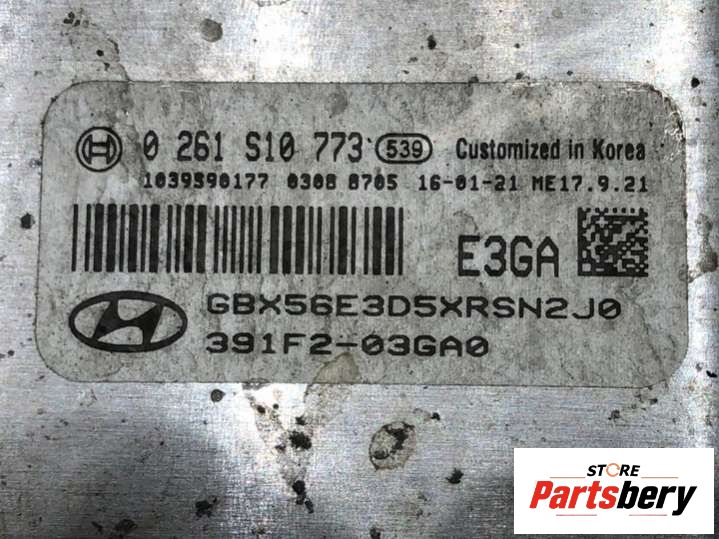 0 261 S10 773 539 Customized in Korea
1039S90177 0308 8705 16-01-21 ME17.9.21
E3GA
GBX56E3D5XRSN2J0
391F2-03GA0
STORE
Partsbery